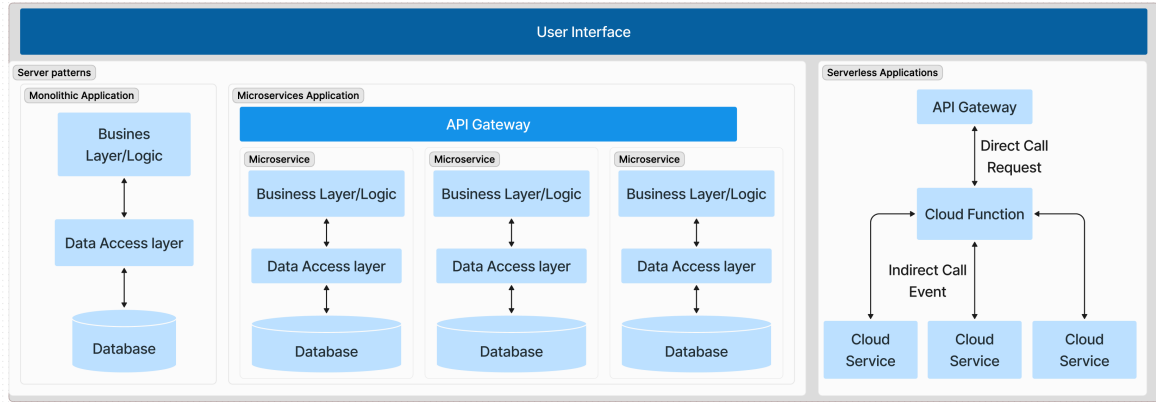 User Interface
Server patterns
Monolithic Application
Busines
Layer/Logic
Data Access layer
Database
Microservices Application
API Gateway
Microservice
Business Layer/Logic
Data Access layer
Database
Microservice
Business Layer/Logic
Data Access layer
Database
Microservice
Business Layer/Logic
Data Access layer
Database
Serverless Applications
API Gateway
Direct Call
Request
Cloud Function
Indirect Call
Event
Cloud
Service
Cloud
Service
Cloud
Service